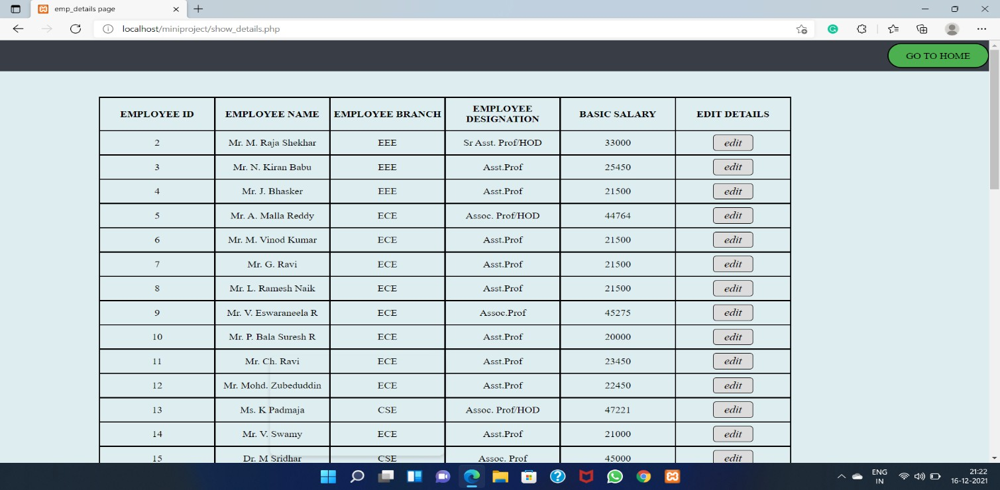 emp_details page
localhost/miniproject/show_details.php
GO TO HOME
EMPLOYEE ID EMPLOYEE NAME EMPLOYEE BRANCH EMPLOYEE DESIGNATION BASIC SALARY EDIT DETAILS
2 Mr. M. Raja Shekhar EEE Sr Asst. Prof/HOD 33000 edit
3 Mr. N. Kiran Babu EEE Asst.Prof 25450 edit
4 Mr. J. Bhasker EEE Asst.Prof 21500 edit
5 Mr. A. Malla Reddy ECE Assoc. Prof/HOD 44764 edit
6 Mr. M. Vinod Kumar ECE Asst.Prof 21500 edit
7 Mr. G. Ravi ECE Asst.Prof 21500 edit
8 Mr. L. Ramesh Naik ECE Asst.Prof 21500 edit
9 Mr. V. Eswaraneela R ECE Assoc.Prof 45275 edit
10 Mr. P. Bala Suresh R ECE Asst.Prof 20000 edit
11 Mr. Ch. Ravi ECE Asst.Prof 23450 edit
12 Mr. Mohd. Zubeduddin ECE Asst.Prof 22450 edit
13 Ms. K Padmaja CSE Assoc. Prof/HOD 47221 edit
14 Mr. V. Swamy ECE Asst.Prof 21000 edit
15 Dr. M Sridhar CSE Assoc. Prof 45000 edit
ENG
IN
21:22
16-12-2021